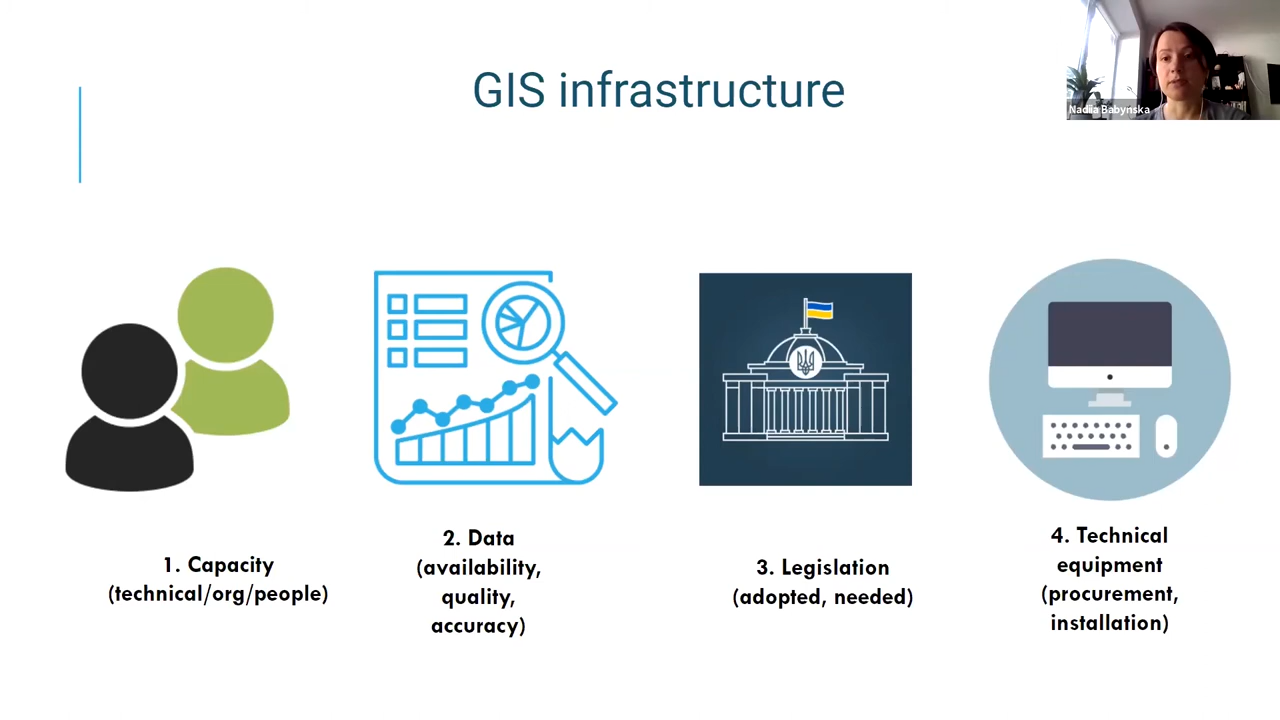 GIS infrastructure
Nadiia Babynska
1. Capacity
(technical/org/people)
2. Data
(availability,
quality,
accuracy)
3. Legislation
(adopted, needed)
4. Technical
equipment
(procurement,
installation)